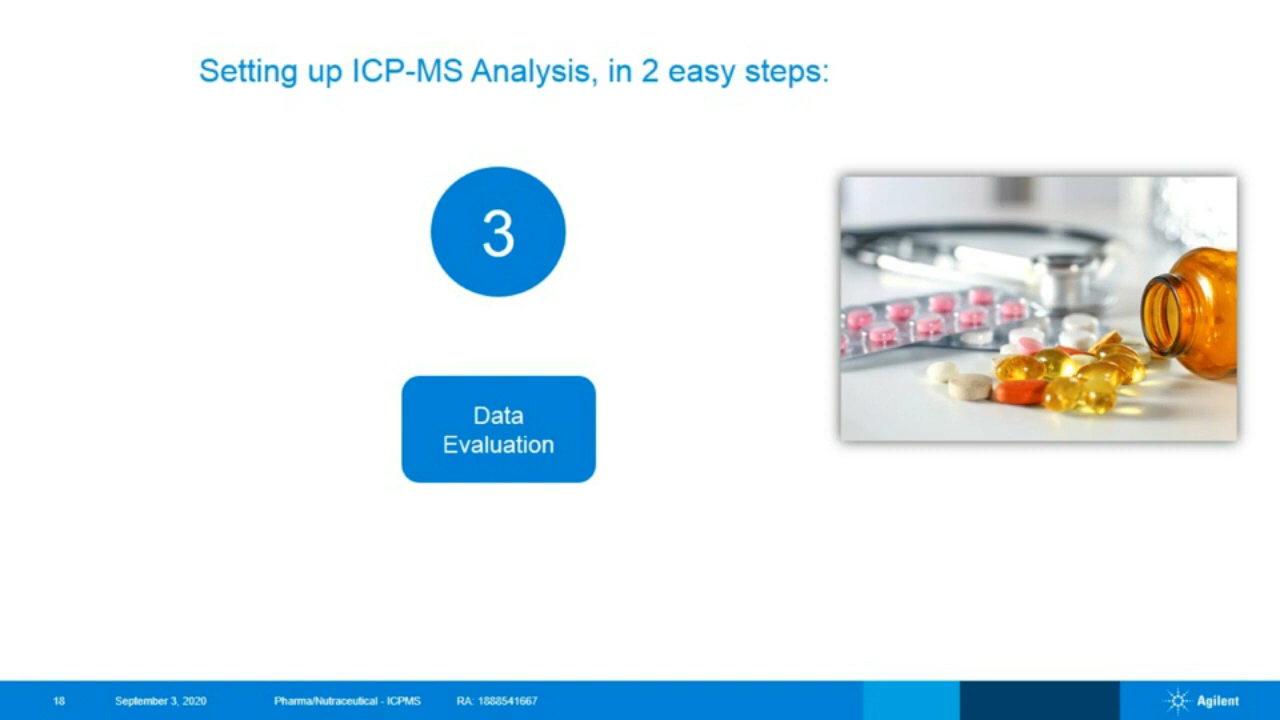 Setting up ICP-MS Analysis, in 2 easy steps:
3
Data
Evaluation
18 September 3, 2020 Pharma/Nutraceutical - ICPMS RA: 1888541667 Agilent